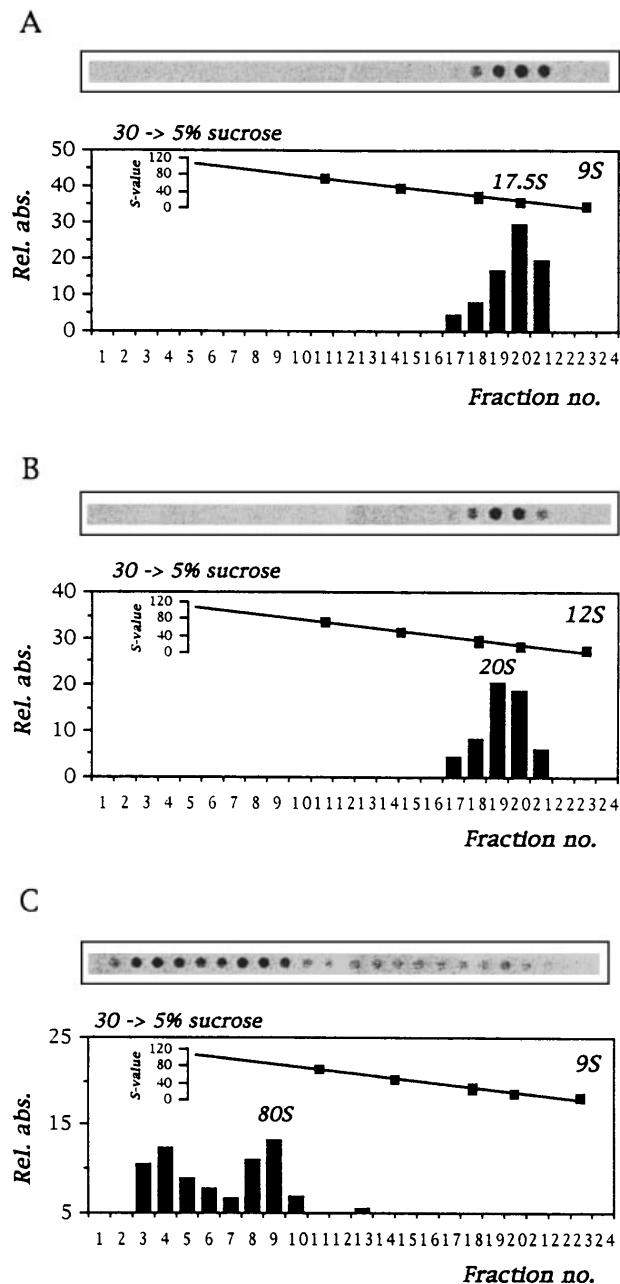 A
30 -> 5% sucrose
S-value
120
80
40
0
17.5S
9S
Rel. abs.
50
40
30
20
10
0
1 2 3 4 5 6 7 8 9 10 11 12 13 14 15 16 17 18 19 20 21 22 23 24
Fraction no.
B
30 -> 5% sucrose
S-value
120
80
40
0
12S
20S
Rel. abs.
40
30
20
10
0
1 2 3 4 5 6 7 8 9 10 11 12 13 14 15 16 17 18 19 20 21 22 23 24
Fraction no.
C
30 -> 5% sucrose
S-value
120
80
40
0
9S
80S
Rel. abs.
25
15
5
1 2 3 4 5 6 7 8 9 10 11 12 13 14 15 16 17 18 19 20 21 22 23 24
Fraction no.